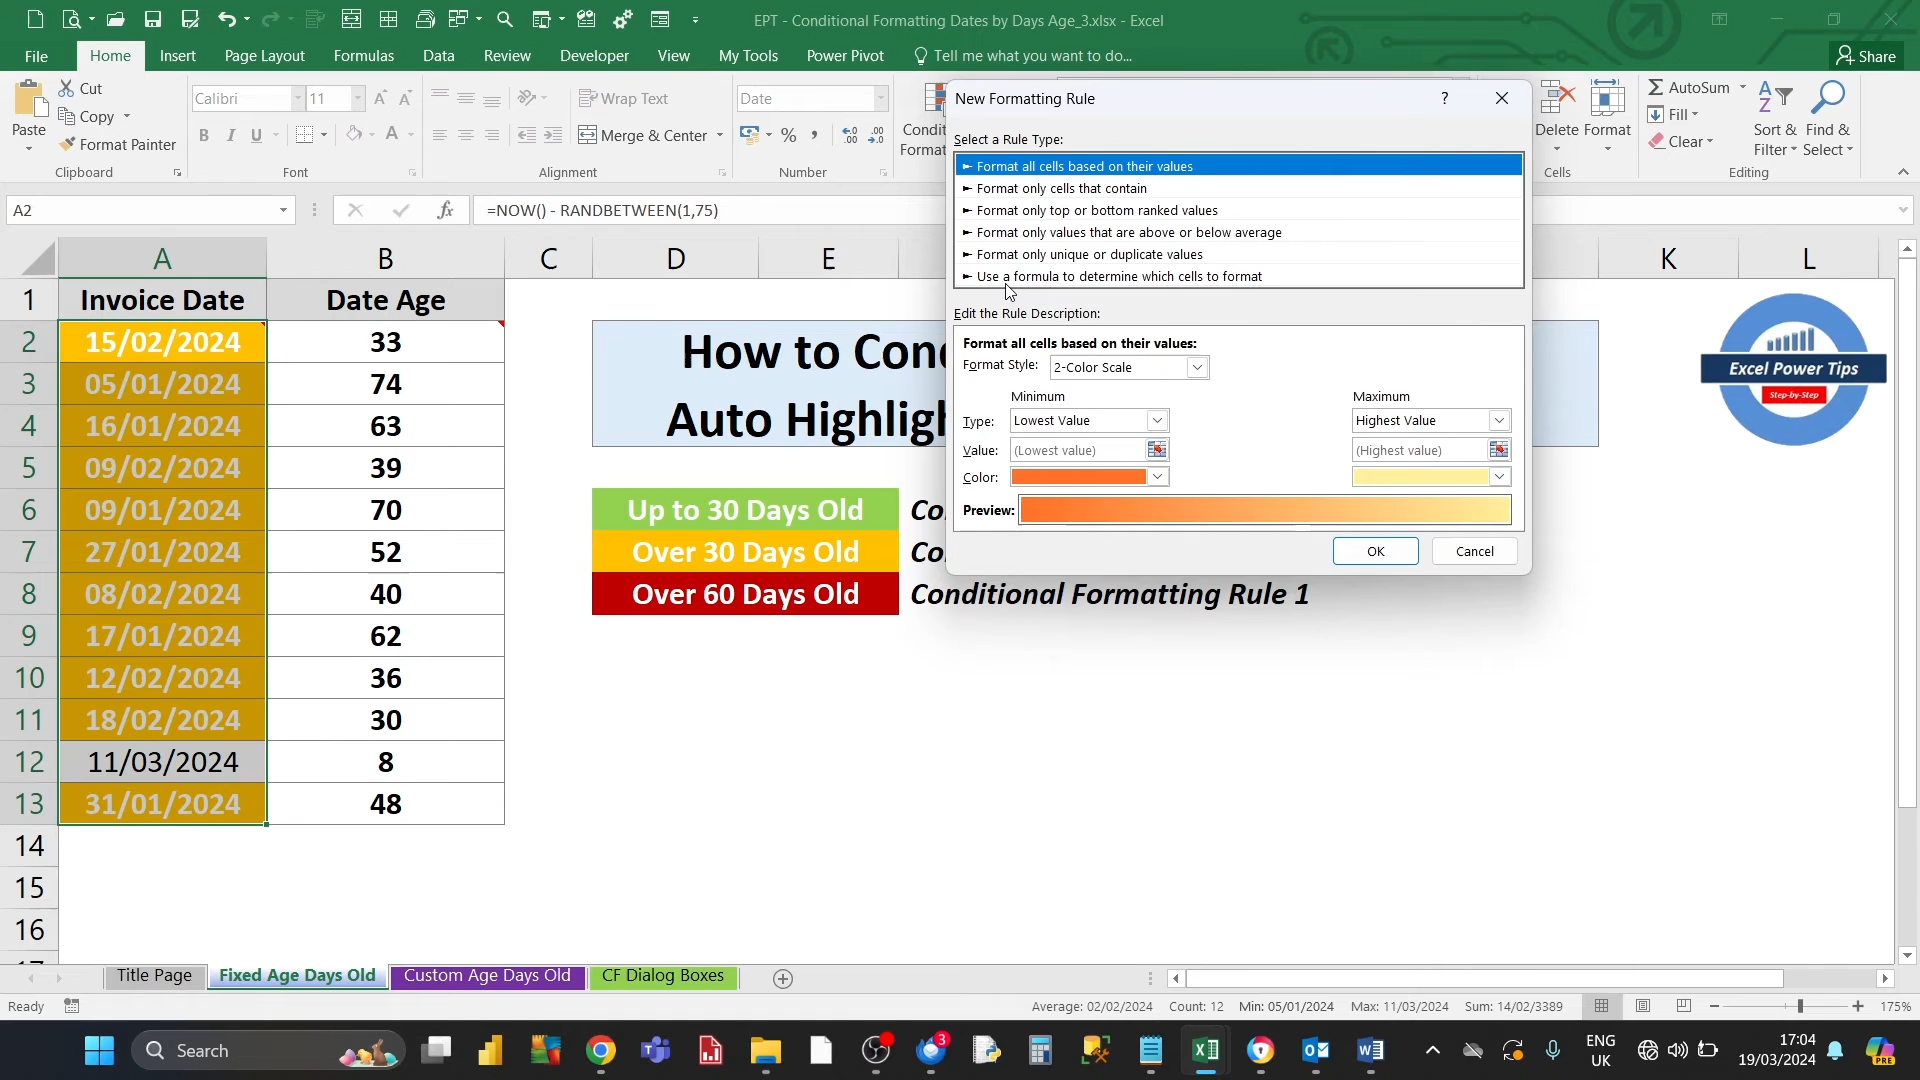 EPT - Conditional Formatting Dates by Days Age_3.xlsx - Excel
File Home Insert Page Layout Formulas Data Review Developer View My Tools Power Pivot Tell me what you want to do... Share
Paste
Cut
Copy
Format Painter
Clipboard
Calibri 11
B I U A
Font
Wrap Text
Merge & Center
Alignment
Date
%
Number
Delete Format
Cells
AutoSum
Fill
Clear
Sort & Filter
Find & Select
Editing
A2
fx
=NOW() - RANDBETWEEN(1,75)
A B C D E K L
1 Invoice Date Date Age
2 15/02/2024 33
3 05/01/2024 74
4 16/01/2024 63
5 09/02/2024 39
6 09/01/2024 70
7 27/01/2024 52
8 08/02/2024 40
9 17/01/2024 62
10 12/02/2024 36
11 18/02/2024 30
12 11/03/2024 8
13 31/01/2024 48
14
15
16
Up to 30 Days Old
Over 30 Days Old
Over 60 Days Old Conditional Formatting Rule 1
New Formatting Rule
?
Select a Rule Type:
► Format all cells based on their values
► Format only cells that contain
► Format only top or bottom ranked values
► Format only values that are above or below average
► Format only unique or duplicate values
► Use a formula to determine which cells to format
Edit the Rule Description:
Format all cells based on their values:
Format Style: 2-Color Scale
Minimum Maximum
Type: Lowest Value Highest Value
Value: (Lowest value) (Highest value)
Color:
Preview:
OK Cancel
Excel Power Tips
Step-by-Step
Title Page Fixed Age Days Old Custom Age Days Old CF Dialog Boxes
Ready Average: 02/02/2024 Count: 12 Min: 05/01/2024 Max: 11/03/2024 Sum: 14/02/3389 175%
Search
3
ENG
UK
17:04
19/03/2024
PRE